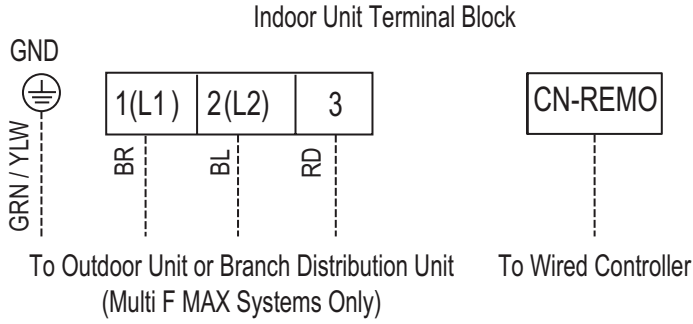 Indoor Unit Terminal Block
GND
1(L1) 2(L2) 3
CN-REMO
GRN / YLW
BR
BL
RD
To Outdoor Unit or Branch Distribution Unit
(Multi F MAX Systems Only)
To Wired Controller